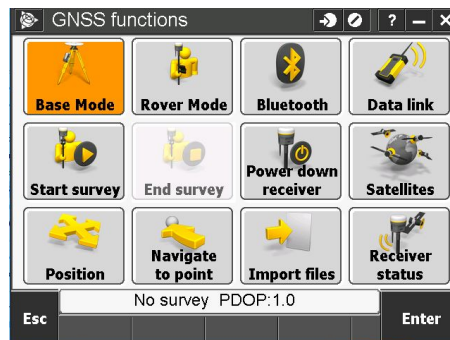 GNSS functions
?
Base Mode
Rover Mode
Bluetooth
Data link
Start survey
End survey
Power down
receiver
Satellites
Position
Navigate
to point
Import files
Receiver
status
No survey PDOP:1.0
Esc
Enter